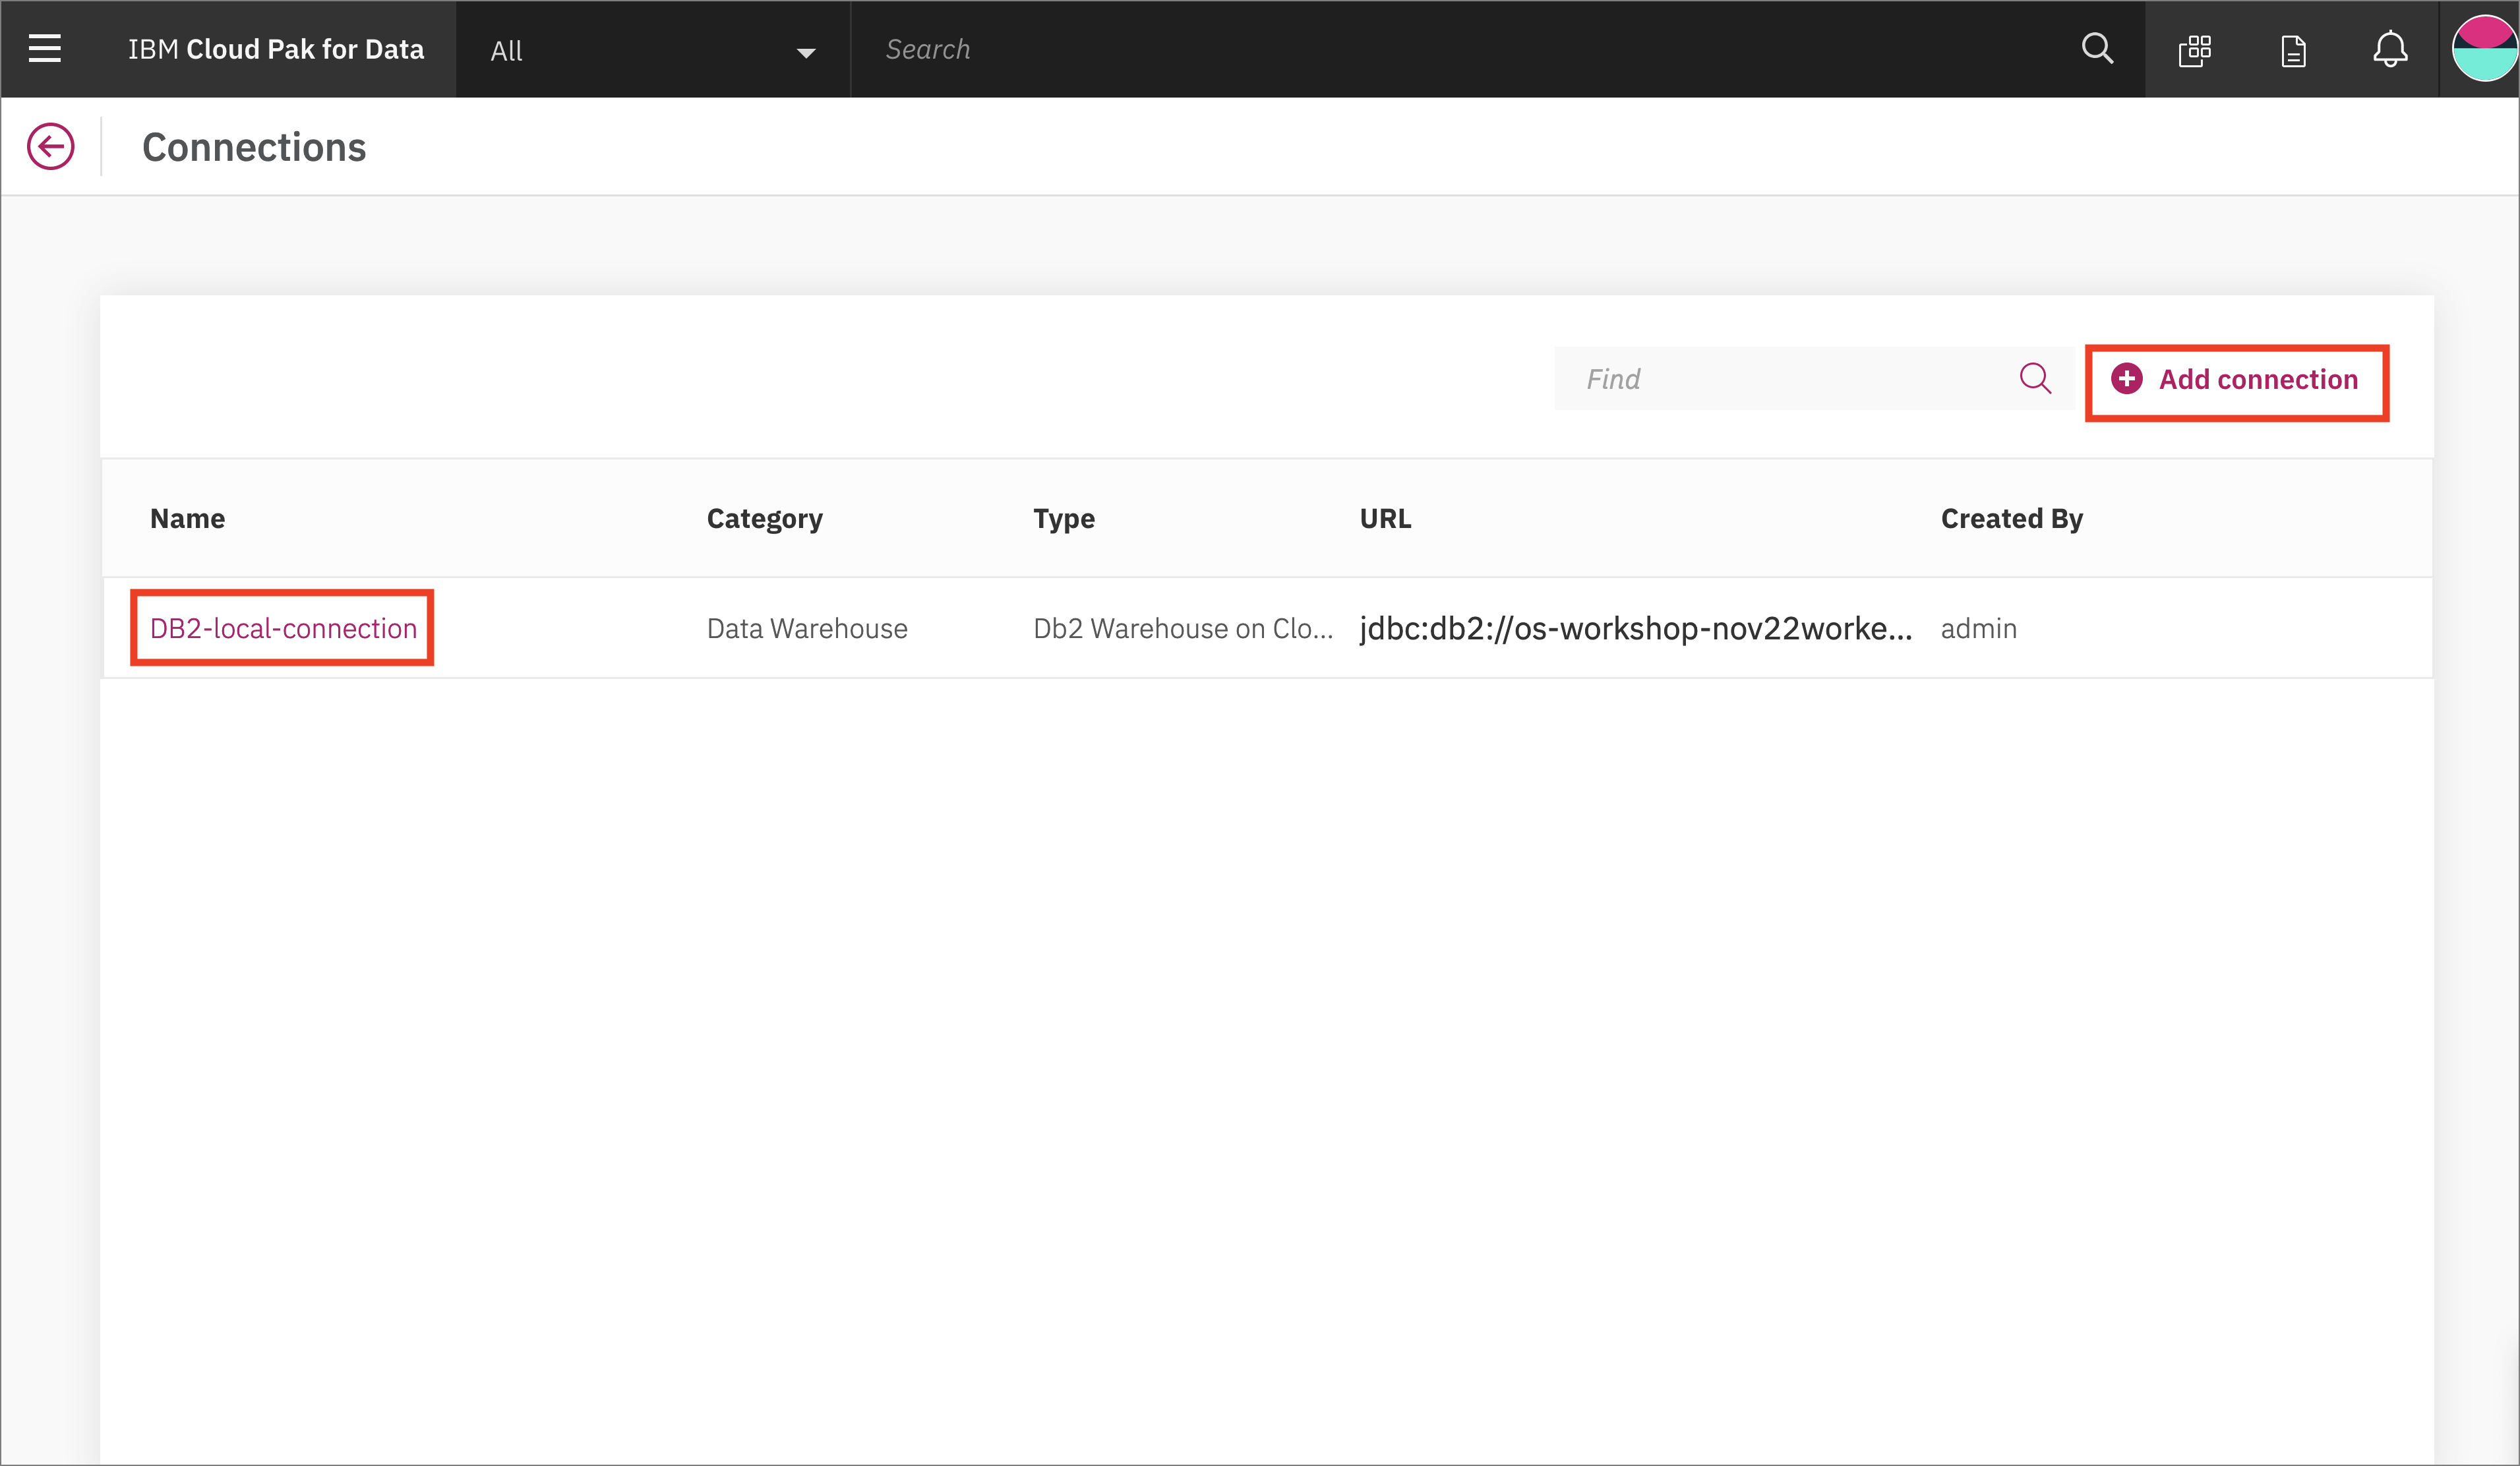 IBM Cloud Pak for Data All Search
Connections
Find Add connection
Name Category Type URL Created By
DB2-local-connection Data Warehouse Db2 Warehouse on Clo... jdbc:db2://os-workshop-nov22worke... admin